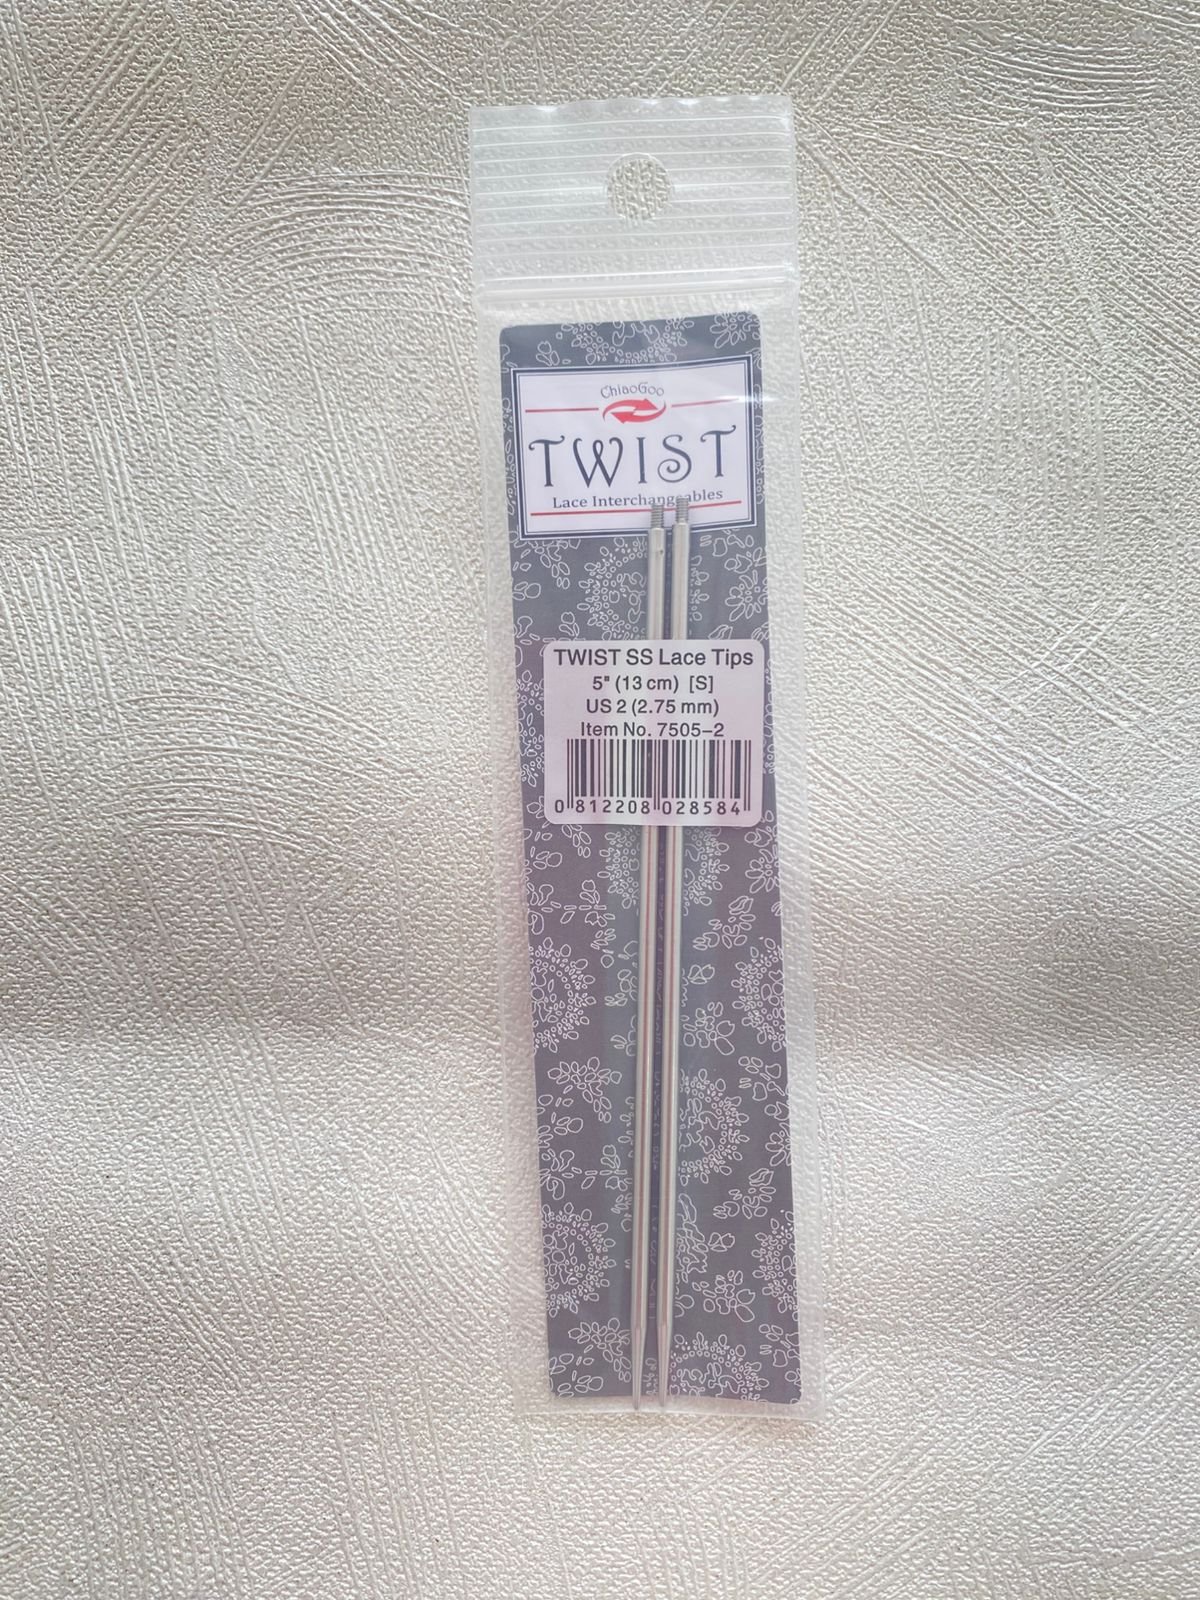 ChiaoGoo
TWIST
Lace Interchangeables
TWIST SS Lace Tips
5" (13 cm) [S]
US 2 (2.75 mm)
Item No. 7505-2
0 812208 028584